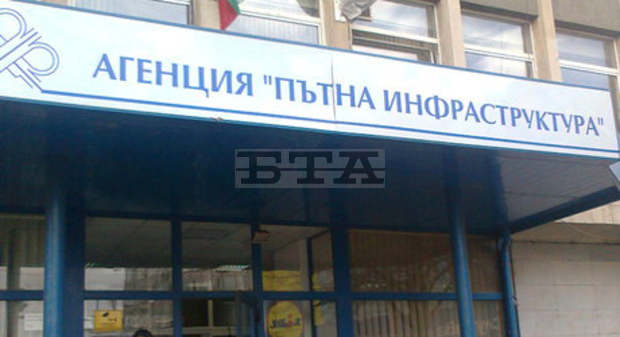 АГЕНЦИЯ "ПЪТНА ИНФРАСТРУКТУРА"
БТА